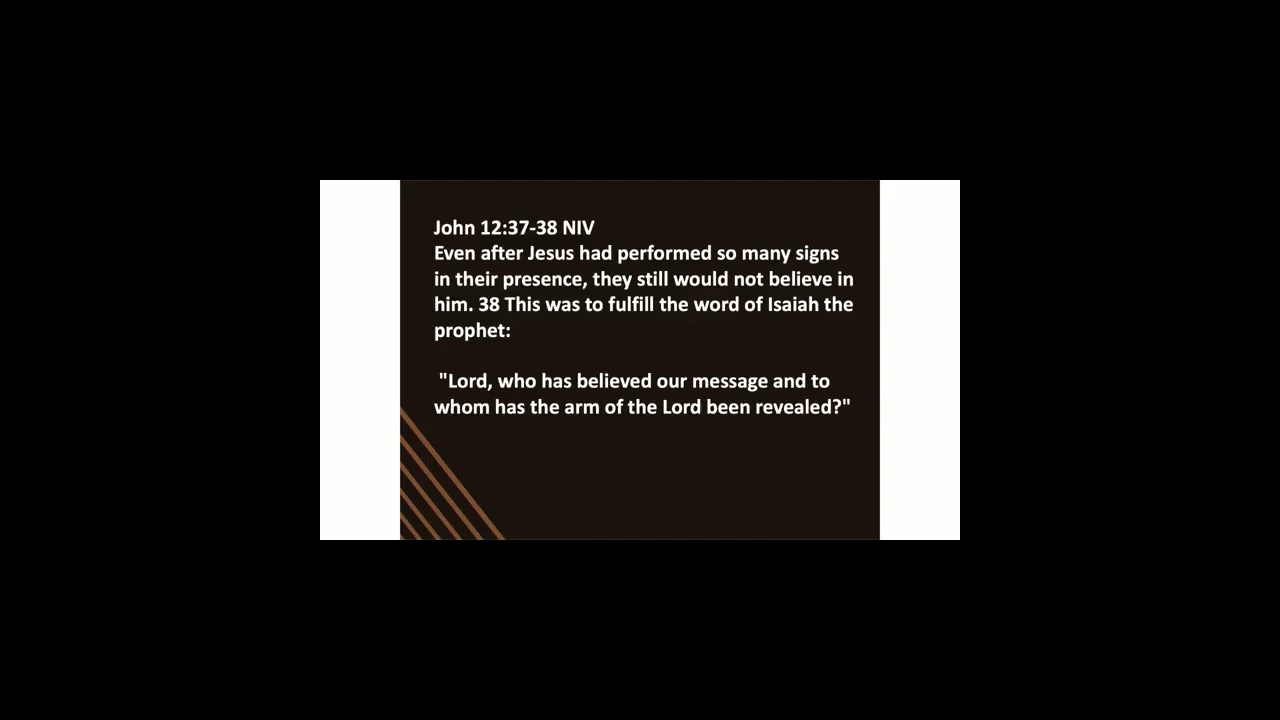 John 12:37-38 NIV
Even after Jesus had performed so many signs
in their presence, they still would not believe in
him. 38 This was to fulfill the word of Isaiah the
prophet:
"Lord, who has believed our message and to
whom has the arm of the Lord been revealed?"